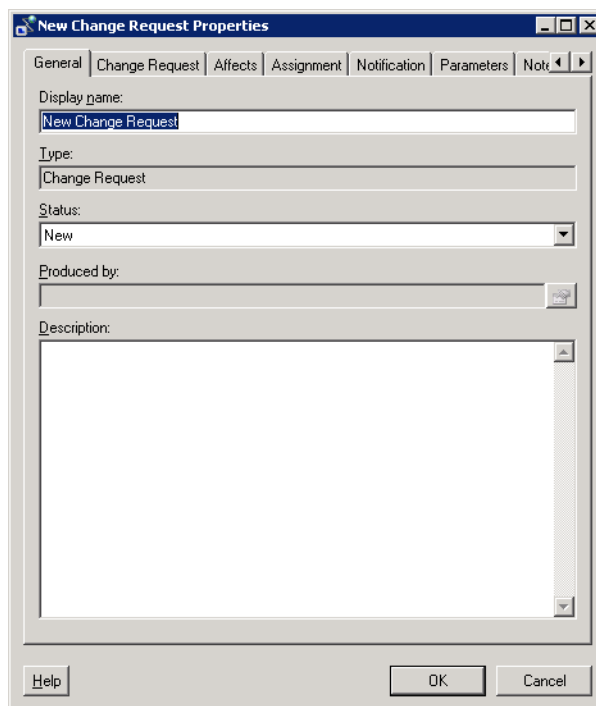 New Change Request Properties
General Change Request Affects Assignment Notification Parameters
Display name:
New Change Request
Type:
Change Request
Status:
New
Produced by:
Description:
Help OK Cancel